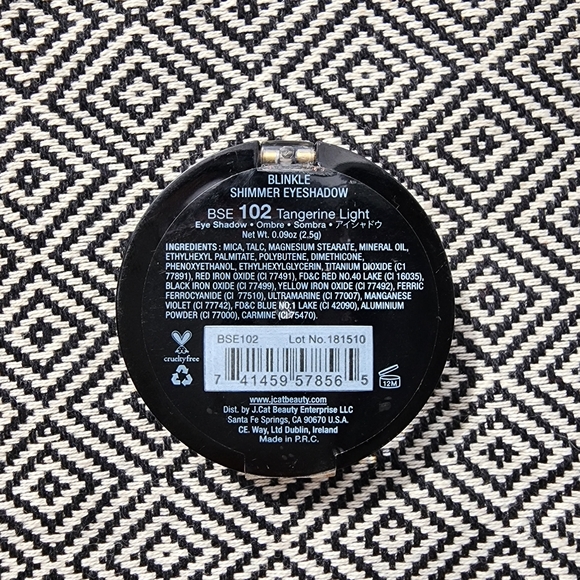 BLINKLE
SHIMMER EYESHADOW
BSE 102 Tangerine Light
Eye Shadow • Ombre • Sombra • アイシャドウ
Net Wt. 0.09oz (2.5g)
INGREDIENTS : MICA, TALC, MAGNESIUM STEARATE, MINERAL OIL,
ETHYLHEXYL PALMITATE, POLYBUTENE, DIMETHICONE,
PHENOXYETHANOL, ETHYLHEXYLGLYCERIN, TITANIUM DIOXIDE (C1
77891), RED IRON OXIDE (CI 77491), FD&C RED NO.40 LAKE (CI 16035),
BLACK IRON OXIDE (CI 77499), YELLOW IRON OXIDE (CI 77492), FERRIC
FERROCYANIDE (CI 77510), ULTRAMARINE (CI 77007), MANGANESE
VIOLET (CI 77742), FD&C BLUE NO.1 LAKE (CI 42090), ALUMINUM
POWDER (CI 77000), CARMINE (CI 75470).
crueltyfree
BSE102 Lot No.181510
7 41459 57856 5
12M
www.jcatbeauty.com
Dist. by J.Cat Beauty Enterprise LLC
Santa Fe Springs, CA 90670 U.S.A.
CE. Way, Ltd Dublin, Ireland
Made in P.R.C.